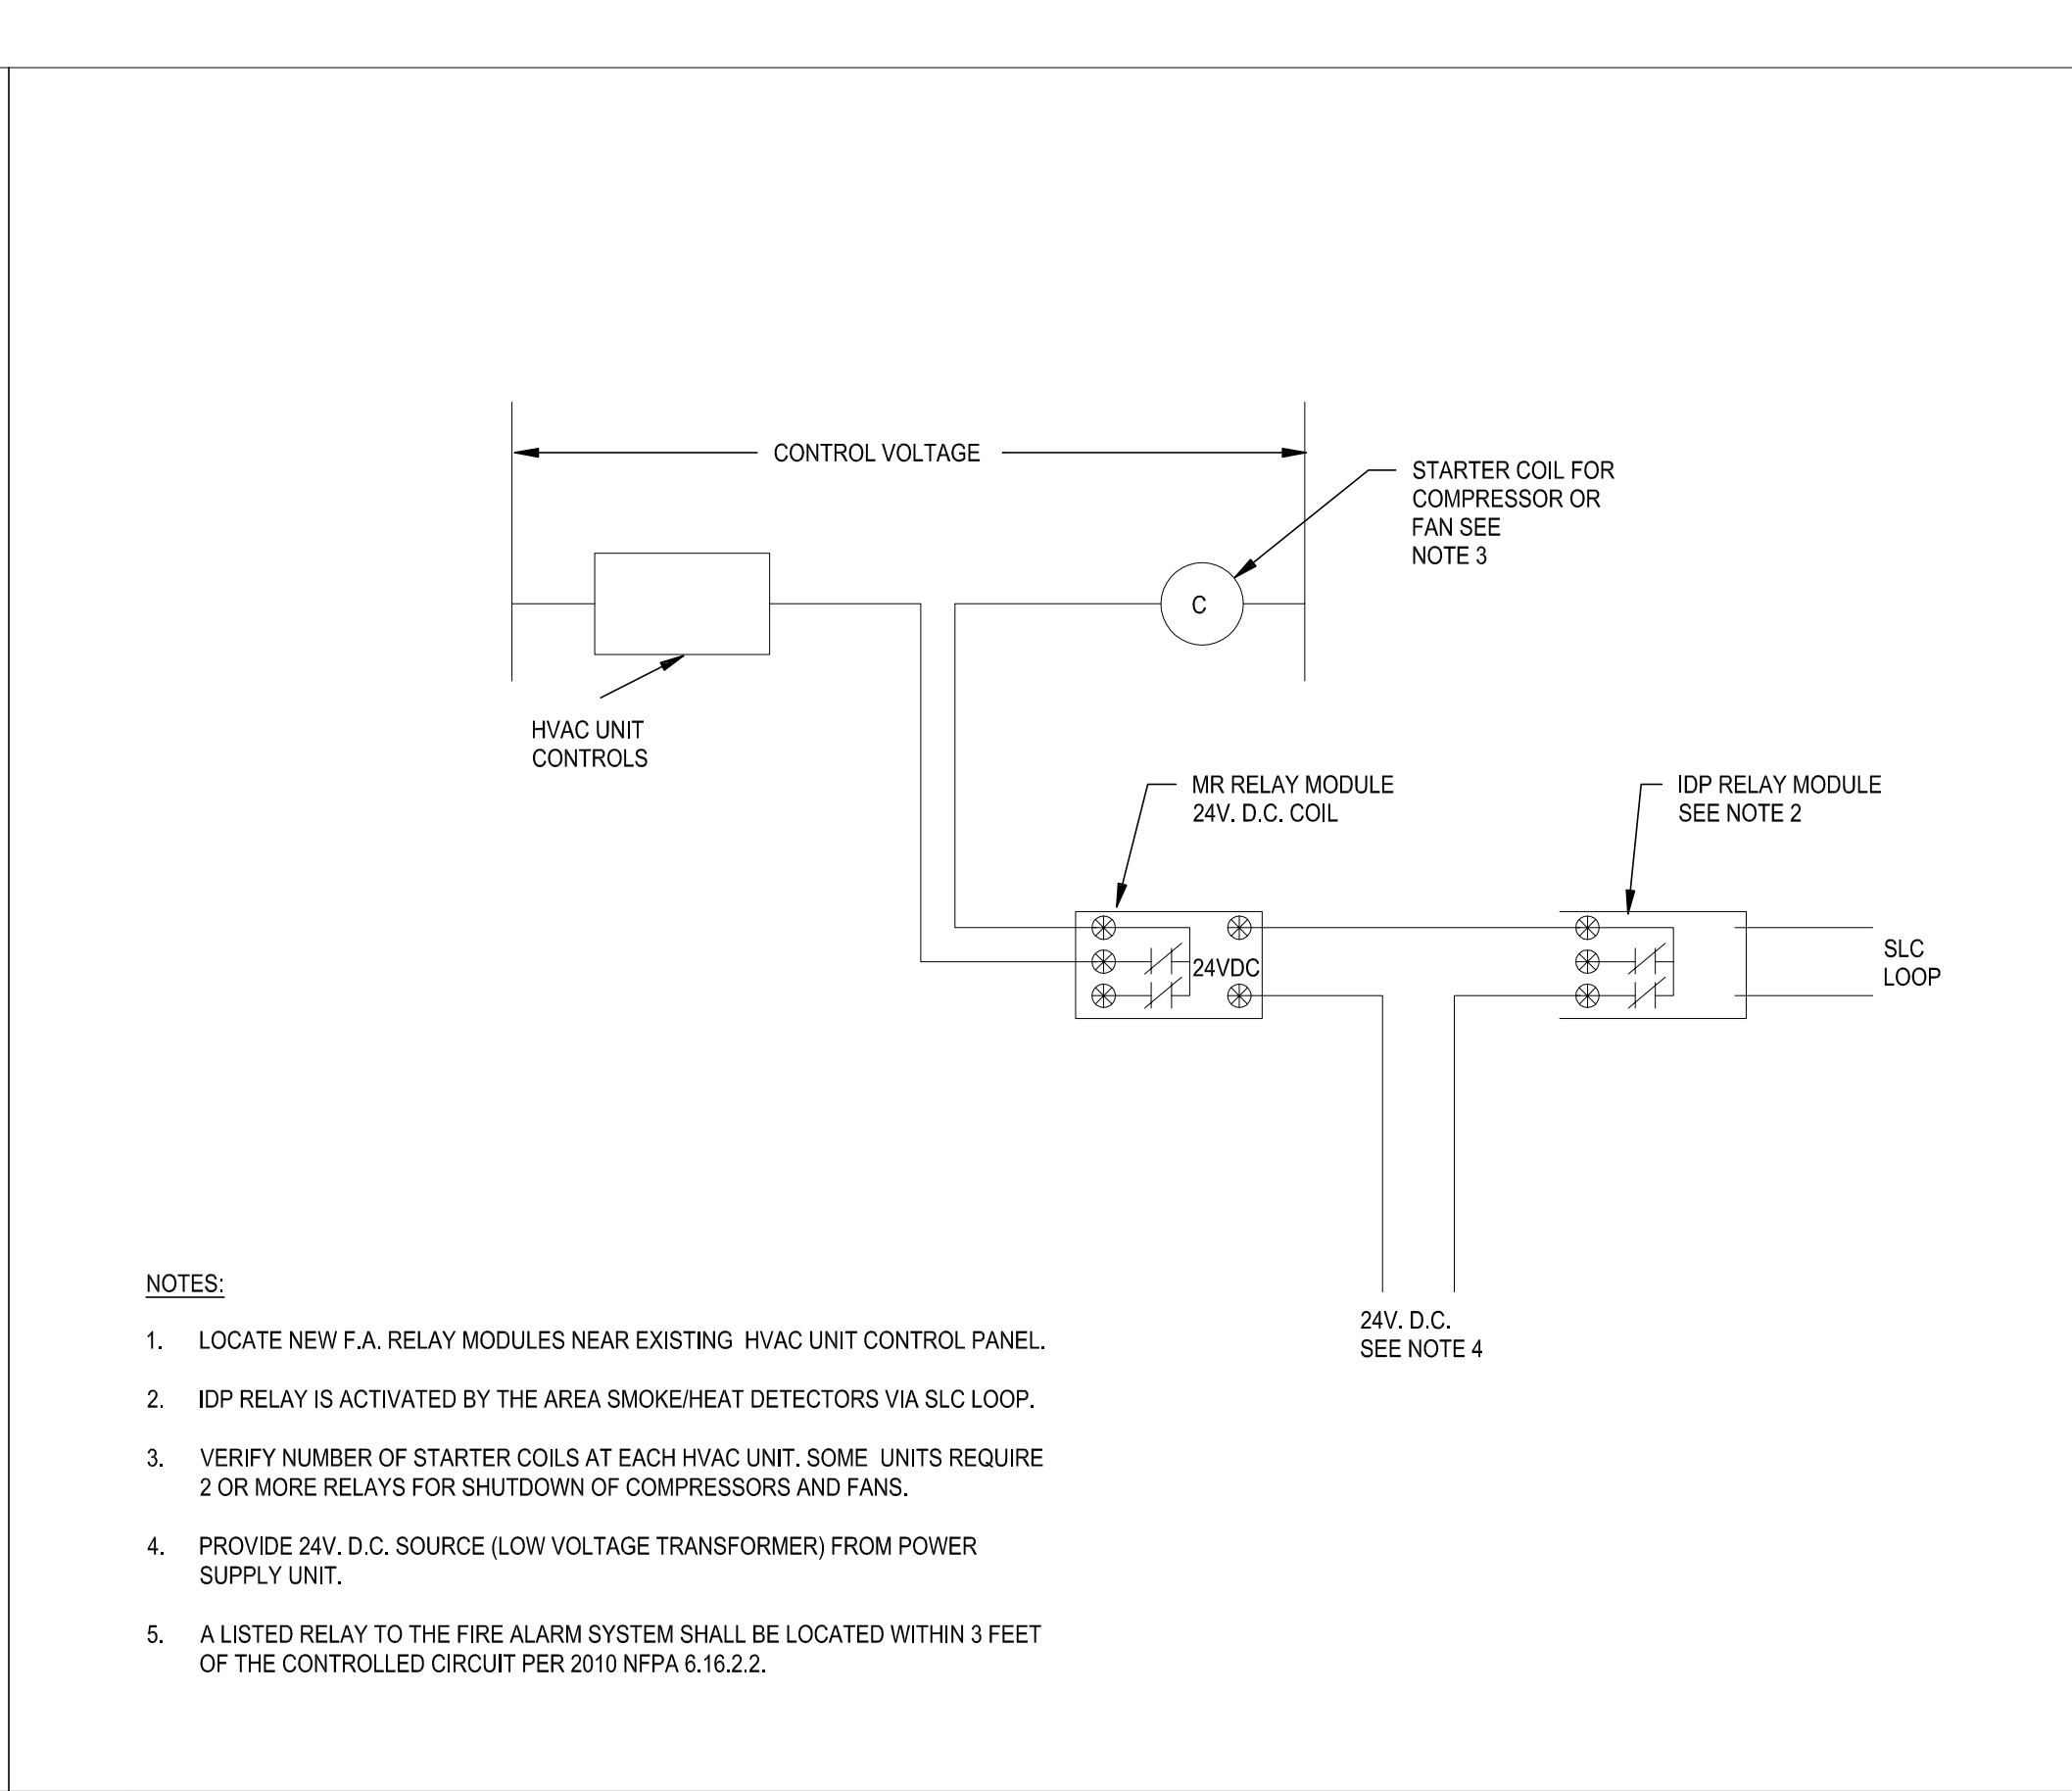 CONTROL VOLTAGE
STARTER COIL FOR
COMPRESSOR OR
FAN SEE
NOTE 3
C
HVAC UNIT
CONTROLS
MR RELAY MODULE
24V. D.C. COIL
IDP RELAY MODULE
SEE NOTE 2
24VDC
SLC
LOOP
24V. D.C.
SEE NOTE 4
NOTES:
1. LOCATE NEW F.A. RELAY MODULES NEAR EXISTING HVAC UNIT CONTROL PANEL.
2. IDP RELAY IS ACTIVATED BY THE AREA SMOKE/HEAT DETECTORS VIA SLC LOOP.
3. VERIFY NUMBER OF STARTER COILS AT EACH HVAC UNIT. SOME UNITS REQUIRE
2 OR MORE RELAYS FOR SHUTDOWN OF COMPRESSORS AND FANS.
4. PROVIDE 24V. D.C. SOURCE (LOW VOLTAGE TRANSFORMER) FROM POWER
SUPPLY UNIT.
5. A LISTED RELAY TO THE FIRE ALARM SYSTEM SHALL BE LOCATED WITHIN 3 FEET
OF THE CONTROLLED CIRCUIT PER 2010 NFPA 6.16.2.2.